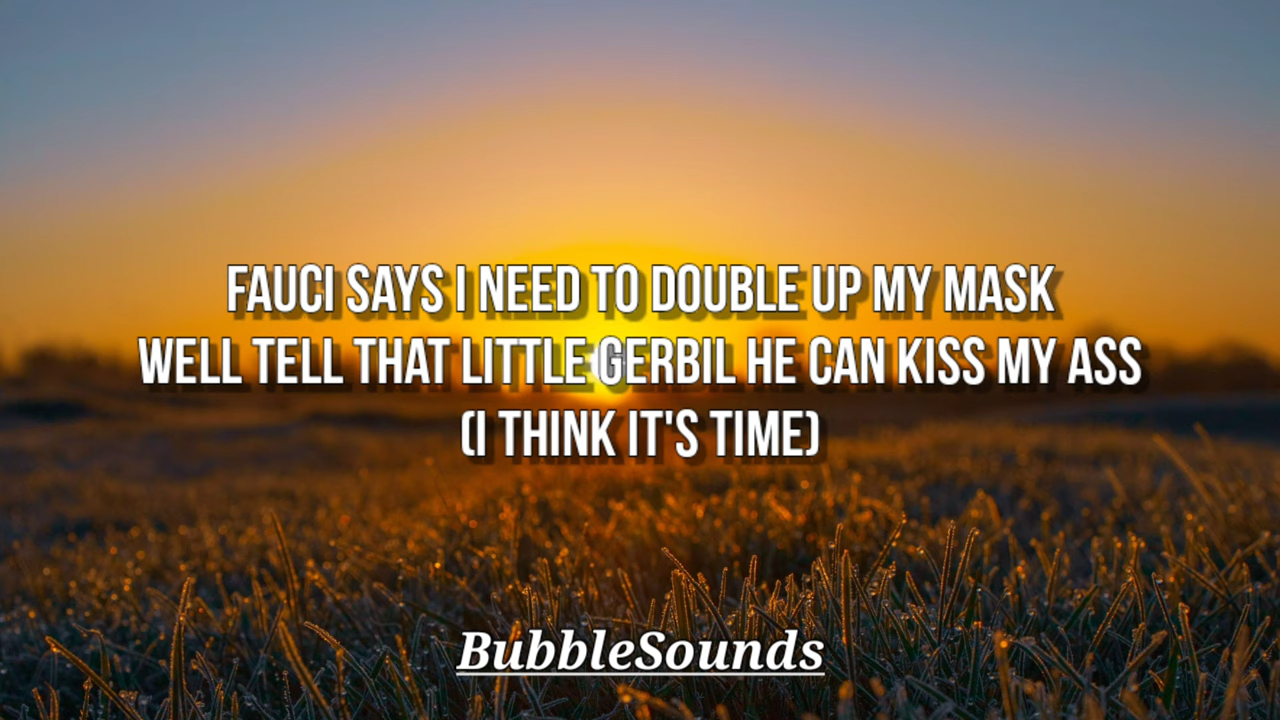 FAUCI SAYS I NEED TO DOUBLE UP MY MASK
WELL TELL THAT LITTLE GERBIL HE CAN KISS MY ASS
(I THINK IT'S TIME)
BubbleSounds